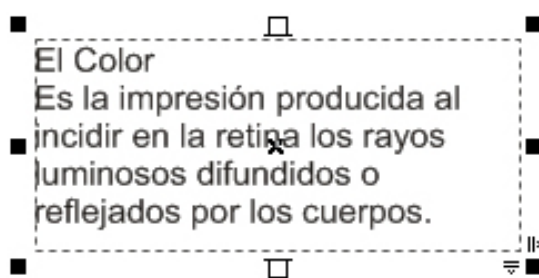 El Color
Es la impresión producida al
incidir en la retina los rayos
luminosos difundidos o
reflejados por los cuerpos.